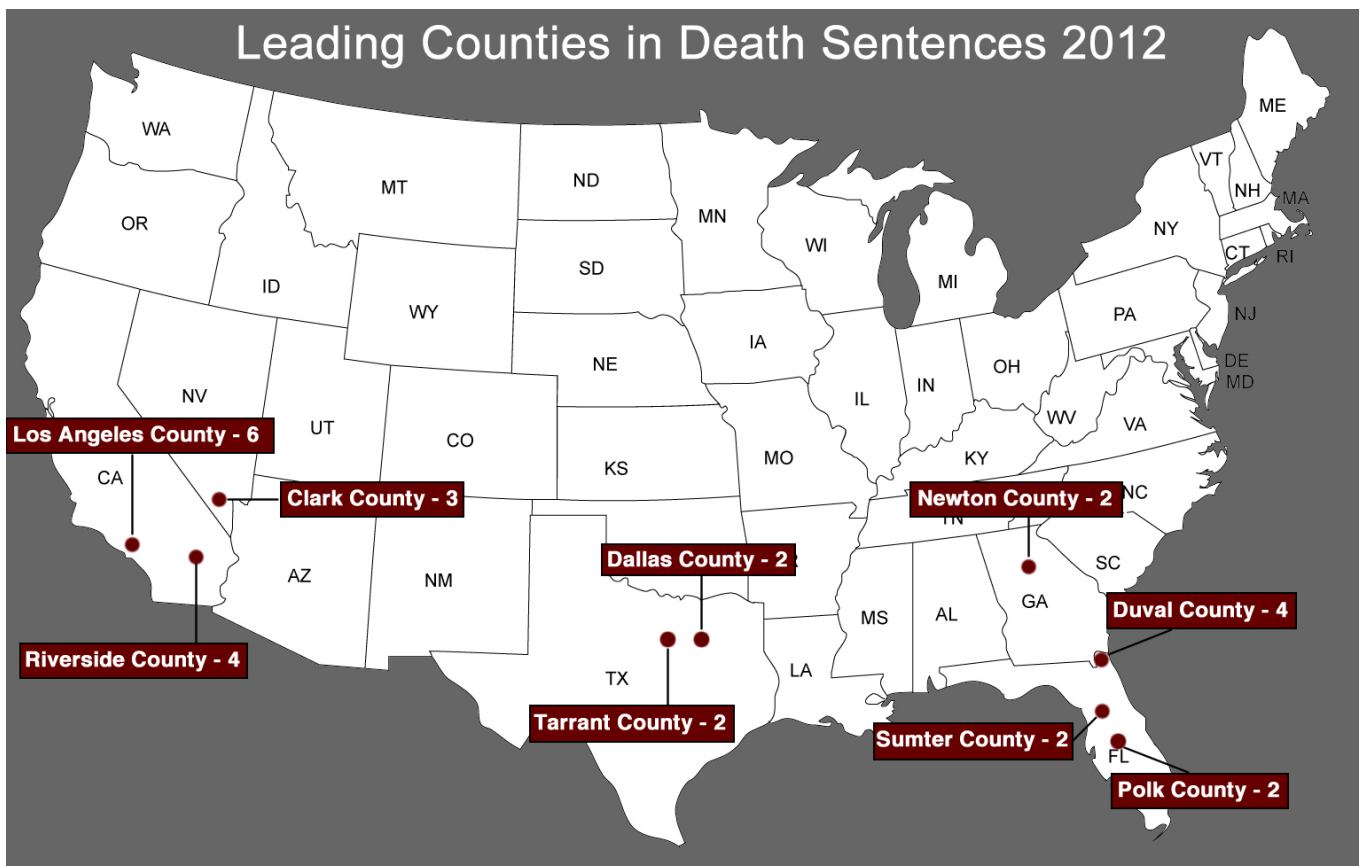 Leading Counties in Death Sentences 2012
WA
MT
ND
MN
ME
VT
NH
MA
OR
ID
WY
SD
WI
MI
NY
CT
RI
NV
UT
CO
NE
IA
IL
IN
OH
PA
NJ
DE
MD
WV
VA
Los Angeles County - 6
CA
Clark County - 3
KS
MO
KY
Newton County - 2
NC
TN
AZ
NM
Dallas County - 2
MS
AL
GA
SC
Duval County - 4
Riverside County - 4
TX
LA
Tarrant County - 2
Sumter County - 2
FL
Polk County - 2